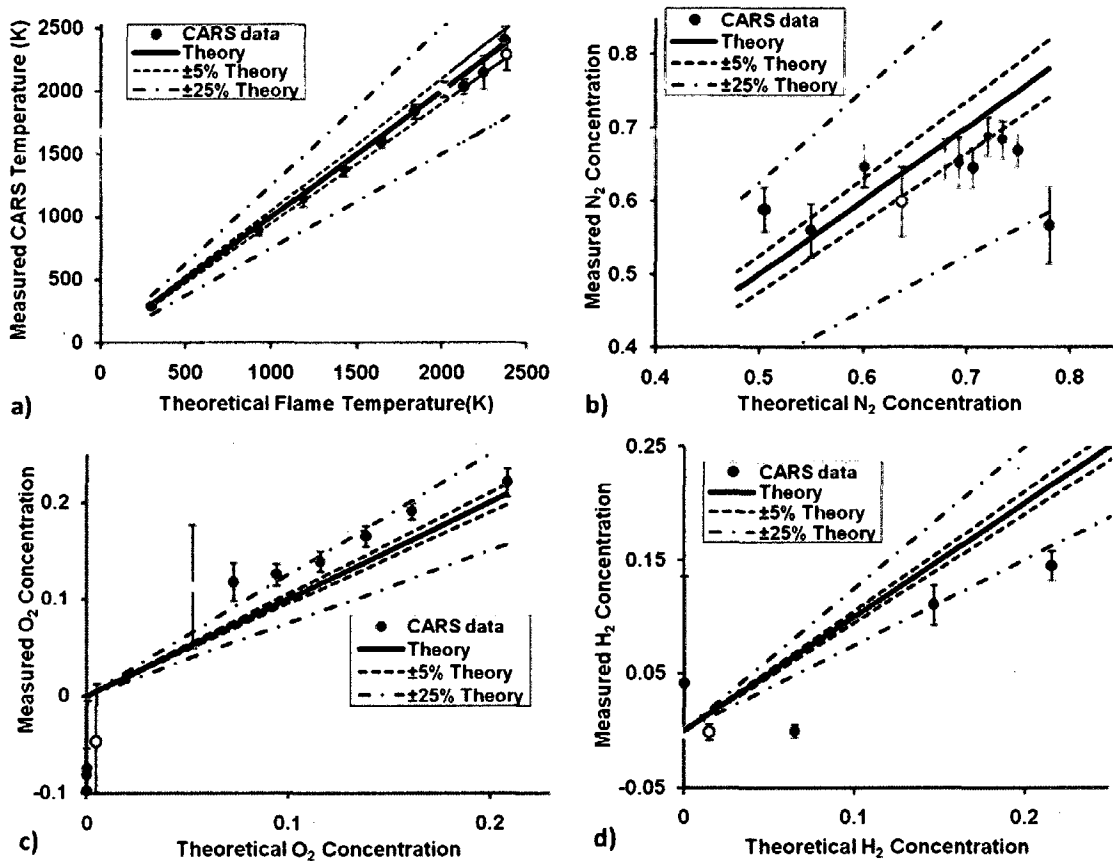 Measured CARS Temperature (K)
2500
2000
1500
1000
500
0
CARS data
Theory
±5% Theory
±25% Theory
0
500
1000
1500
2000
2500
Theoretical Flame Temperature(K)
a)
Measured N₂ Concentration
0.8
0.7
0.6
0.5
0.4
CARS data
Theory
±5% Theory
±25% Theory
0.4
0.5
0.6
0.7
0.8
Theoretical N₂ Concentration
b)
Measured O₂ Concentration
0.2
0.1
0
-0.1
CARS data
Theory
±5% Theory
±25% Theory
0
0.1
0.2
Theoretical O₂ Concentration
c)
Measured H₂ Concentration
0.25
0.15
0.05
-0.05
CARS data
Theory
±5% Theory
±25% Theory
0
0.1
0.2
Theoretical H₂ Concentration
d)